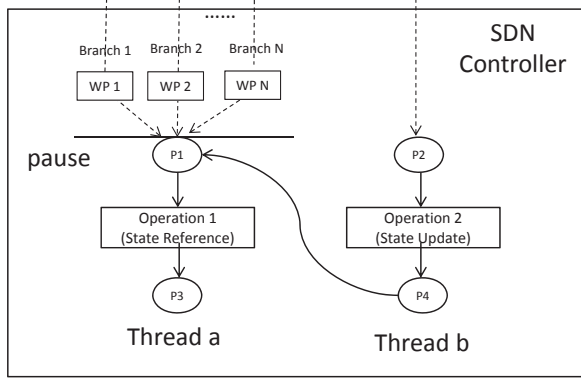 ......
SDN
Controller
Branch 1
Branch 2
Branch N
WP 1
WP 2
WP N
pause
P1
P2
Operation 1
(State Reference)
Operation 2
(State Update)
P3
P4
Thread a
Thread b